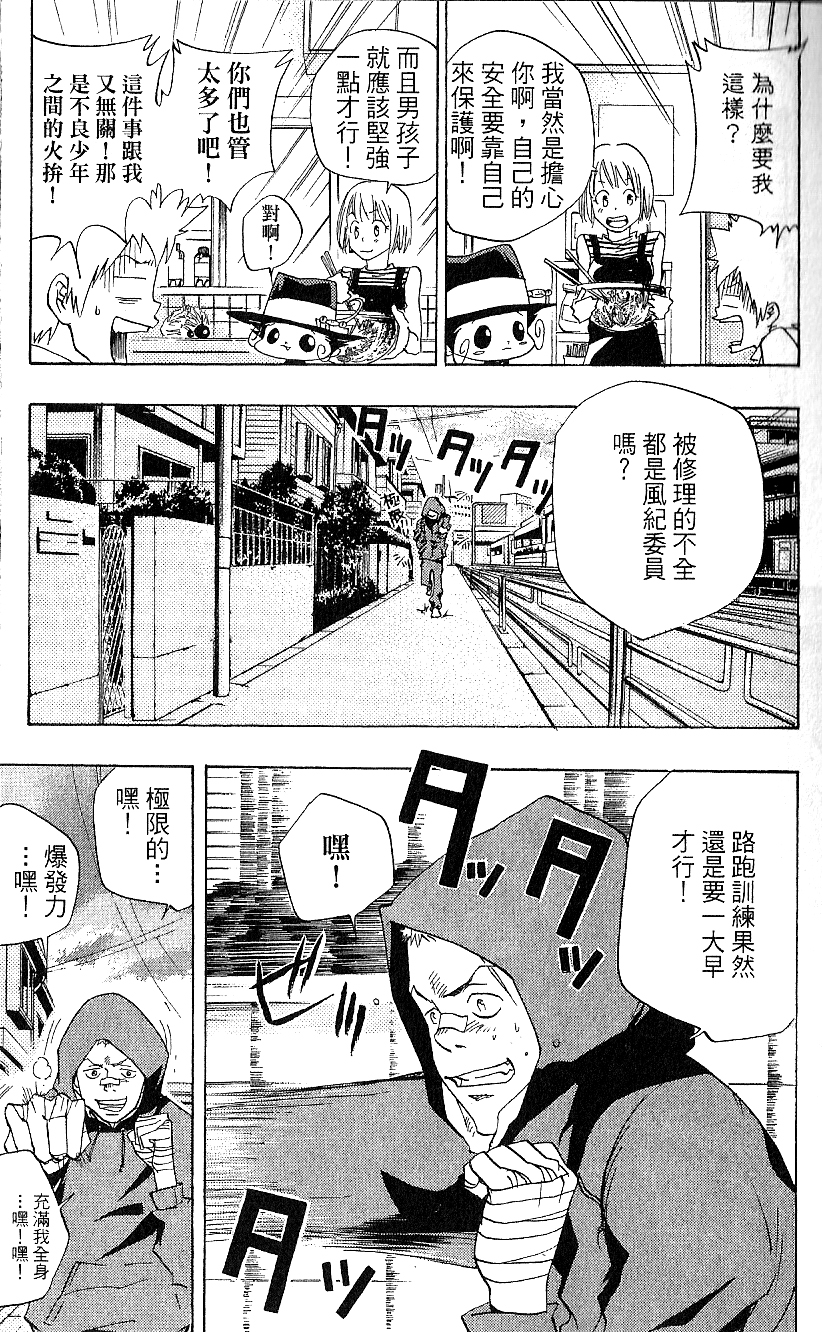 為什麼要我
這樣？
我當然是擔心
你啊，自己的
安全要靠自己
來保護啊！
而且男孩子
就應該堅強
一點才行！
對啊！
你們也管
太多了吧！
這件事跟我
又無關！那
是不良少年
之間的火拚！
被修理的不全
都是風紀委員
嗎？
タッ
タッ
タッ
極限
路跑訓練果然
還是要一大早
才行！
タッ
タッ
嘿！
ビッ
タッ
極限的…
嘿！
爆發力
…嘿！
充滿我全身
…嘿！嘿！